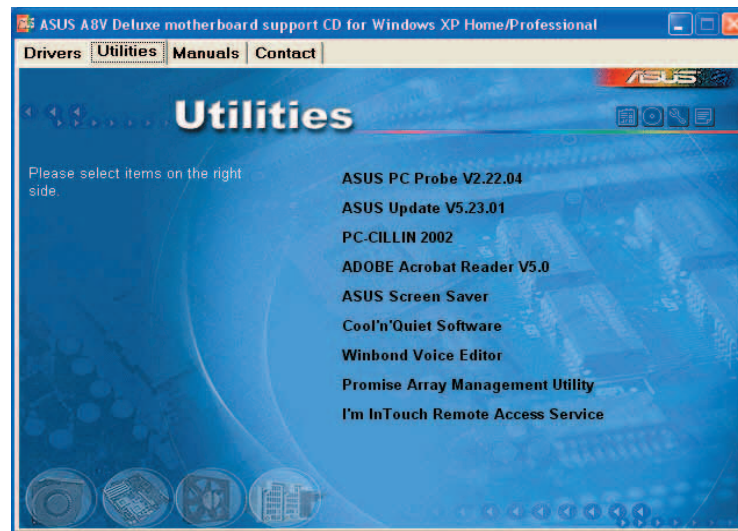 ASUS A8V Deluxe motherboard support CD for Windows XP Home/Professional
Drivers Utilities Manuals Contact
ASUS
Utilities
Please select items on the right
side.
ASUS PC Probe V2.22.04
ASUS Update V5.23.01
PC-CILLIN 2002
ADOBE Acrobat Reader V5.0
ASUS Screen Saver
Cool'n'Quiet Software
Winbond Voice Editor
Promise Array Management Utility
I'm InTouch Remote Access Service